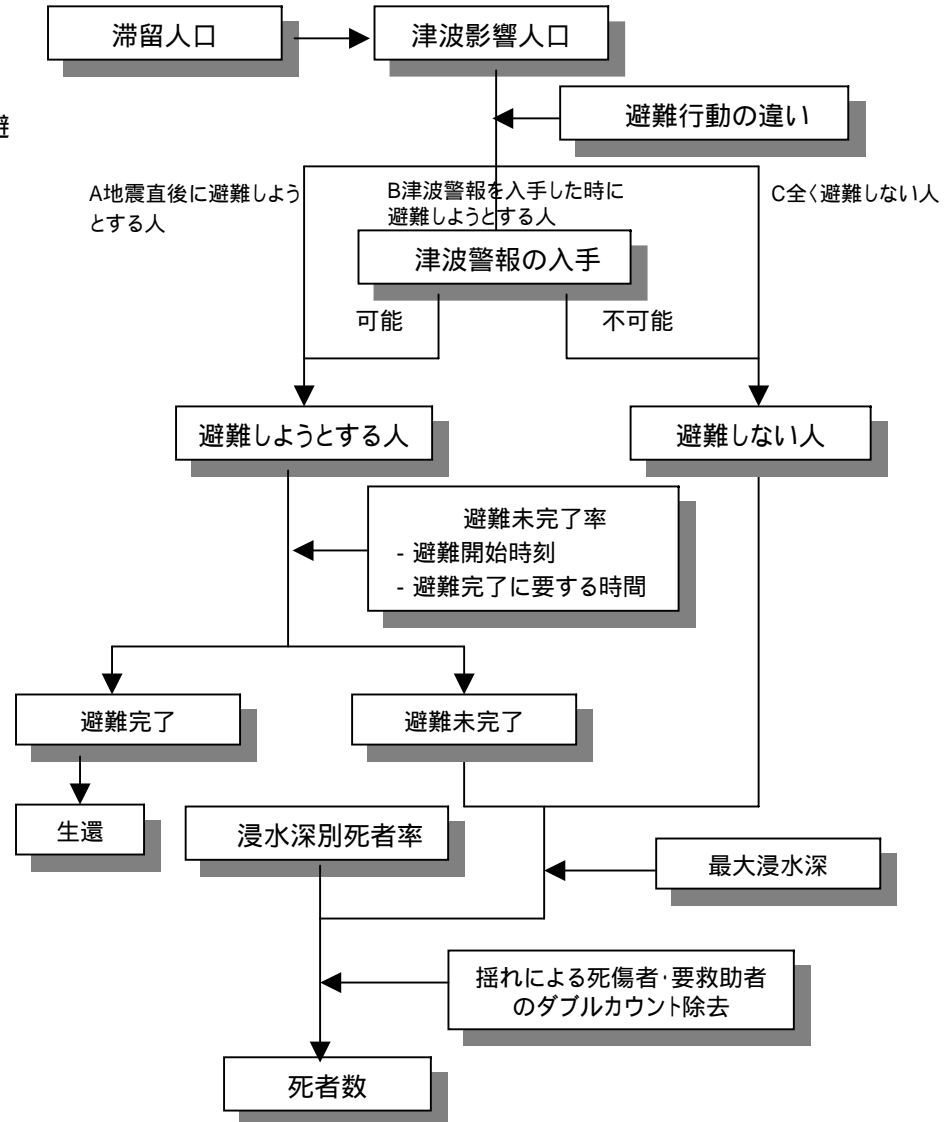 滞留人口
津波影響人口
避
避難行動の違い
A地震直後に避難しよう
とする人
B津波警報を入手した時に
避難しようとする人
C全く避難しない人
津波警報の入手
可能
不可能
避難しようとする人
避難しない人
避難未完了率
- 避難開始時刻
- 避難完了に要する時間
避難完了
避難未完了
生還
浸水深別死者率
最大浸水深
揺れによる死傷者・要救助者
のダブルカウント除去
死者数